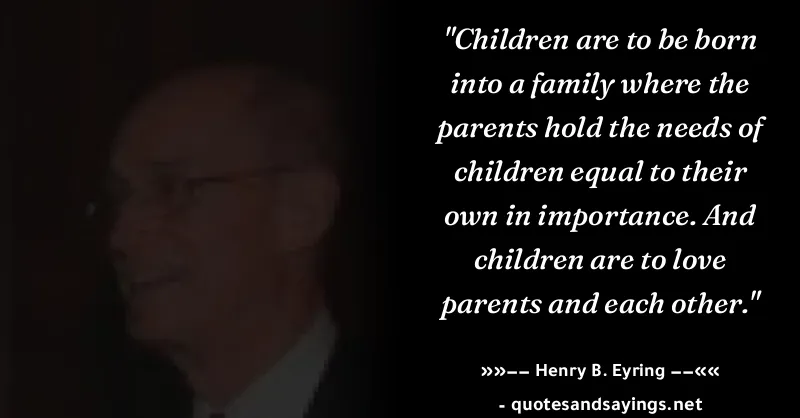 "Children are to be born
into a family where the
parents hold the needs of
children equal to their
own in importance. And
children are to love
parents and each other."
»»−− Henry B. Eyring −−««
- quotesandsayings.net